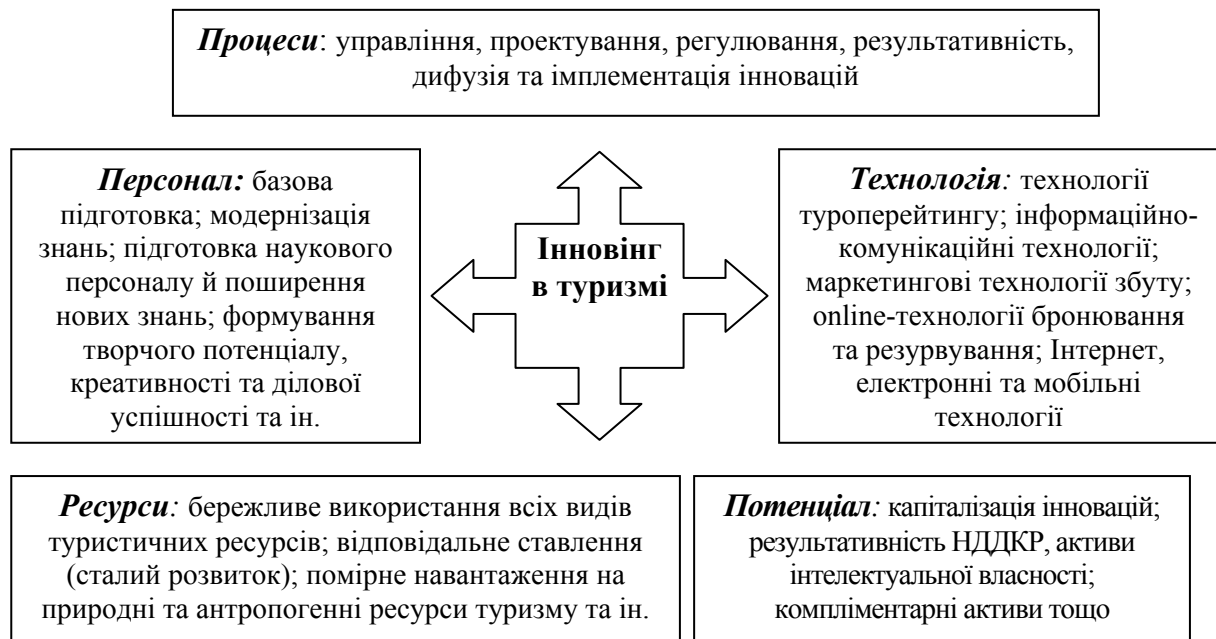 Процеси: управління, проектування, регулювання, результативність,
дифузія та імплементація інновацій
Персонал: базова
підготовка; модернізація
знань; підготовка наукового
персоналу й поширення
нових знань; формування
творчого потенціалу,
креативності та ділової
успішності та ін.
Інновінг
в туризмі
Технологія: технології
туроперейтингу; інформаційно-
комунікаційні технології;
маркетингові технології збуту;
online-технології бронювання
та резурвування; Інтернет,
електронні та мобільні
технології
Ресурси: бережливе використання всіх видів
туристичних ресурсів; відповідальне ставлення
(сталий розвиток); помірне навантаження на
природні та антропогенні ресурси туризму та ін.
Потенціал: капіталізація інновацій;
результативність НДДКР, активи
інтелектуальної власності;
компліментарні активи тощо